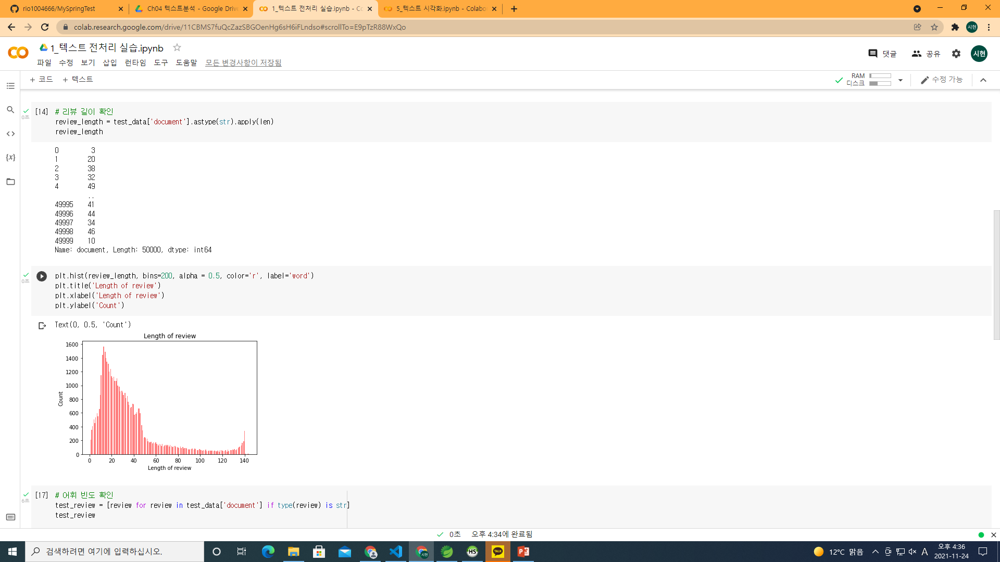 rio1004666/MySpringTest
Ch04 텍스트분석 - Google Drive
1_텍스트 전처리 실습.ipynb - Co
5_텍스트 시각화.ipynb - Colabo
colab.research.google.com/drive/11CBMS7fuQcZazSBGOenHg6sH6iFLndso#scrollTo=E9pTzR88WxQo
시현
1_텍스트 전처리 실습.ipynb
댓글 공유 시현
파일 수정 보기 삽입 런타임 도구 도움말 모든 변경사항이 저장됨
+ 코드 + 텍스트
RAM
디스크
수정 가능
0초
[14] # 리뷰 길이 확인
review_length = test_data['document'].astype(str).apply(len)
review_length
0 3
1 20
2 38
3 32
4 49
..
49995 41
49996 44
49997 34
49998 46
49999 10
Name: document, Length: 50000, dtype: int64
0초
plt.hist(review_length, bins=200, alpha = 0.5, color='r', label='word')
plt.title('Length of review')
plt.xlabel('Length of review')
plt.ylabel('Count')
Text(0, 0.5, 'Count')
Length of review
1600
1400
1200
1000
800
600
400
200
0
Count
0 20 40 60 80 100 120 140
Length of review
6초
[17] # 어휘 빈도 확인
test_review = [review for review in test_data['document'] if type(review) is str]
test_review
0초 오후 4:34에 완료됨
검색하려면 여기에 입력하십시오.
시현
HS
TALK
12°C 맑음
A
오후 4:36
2021-11-24